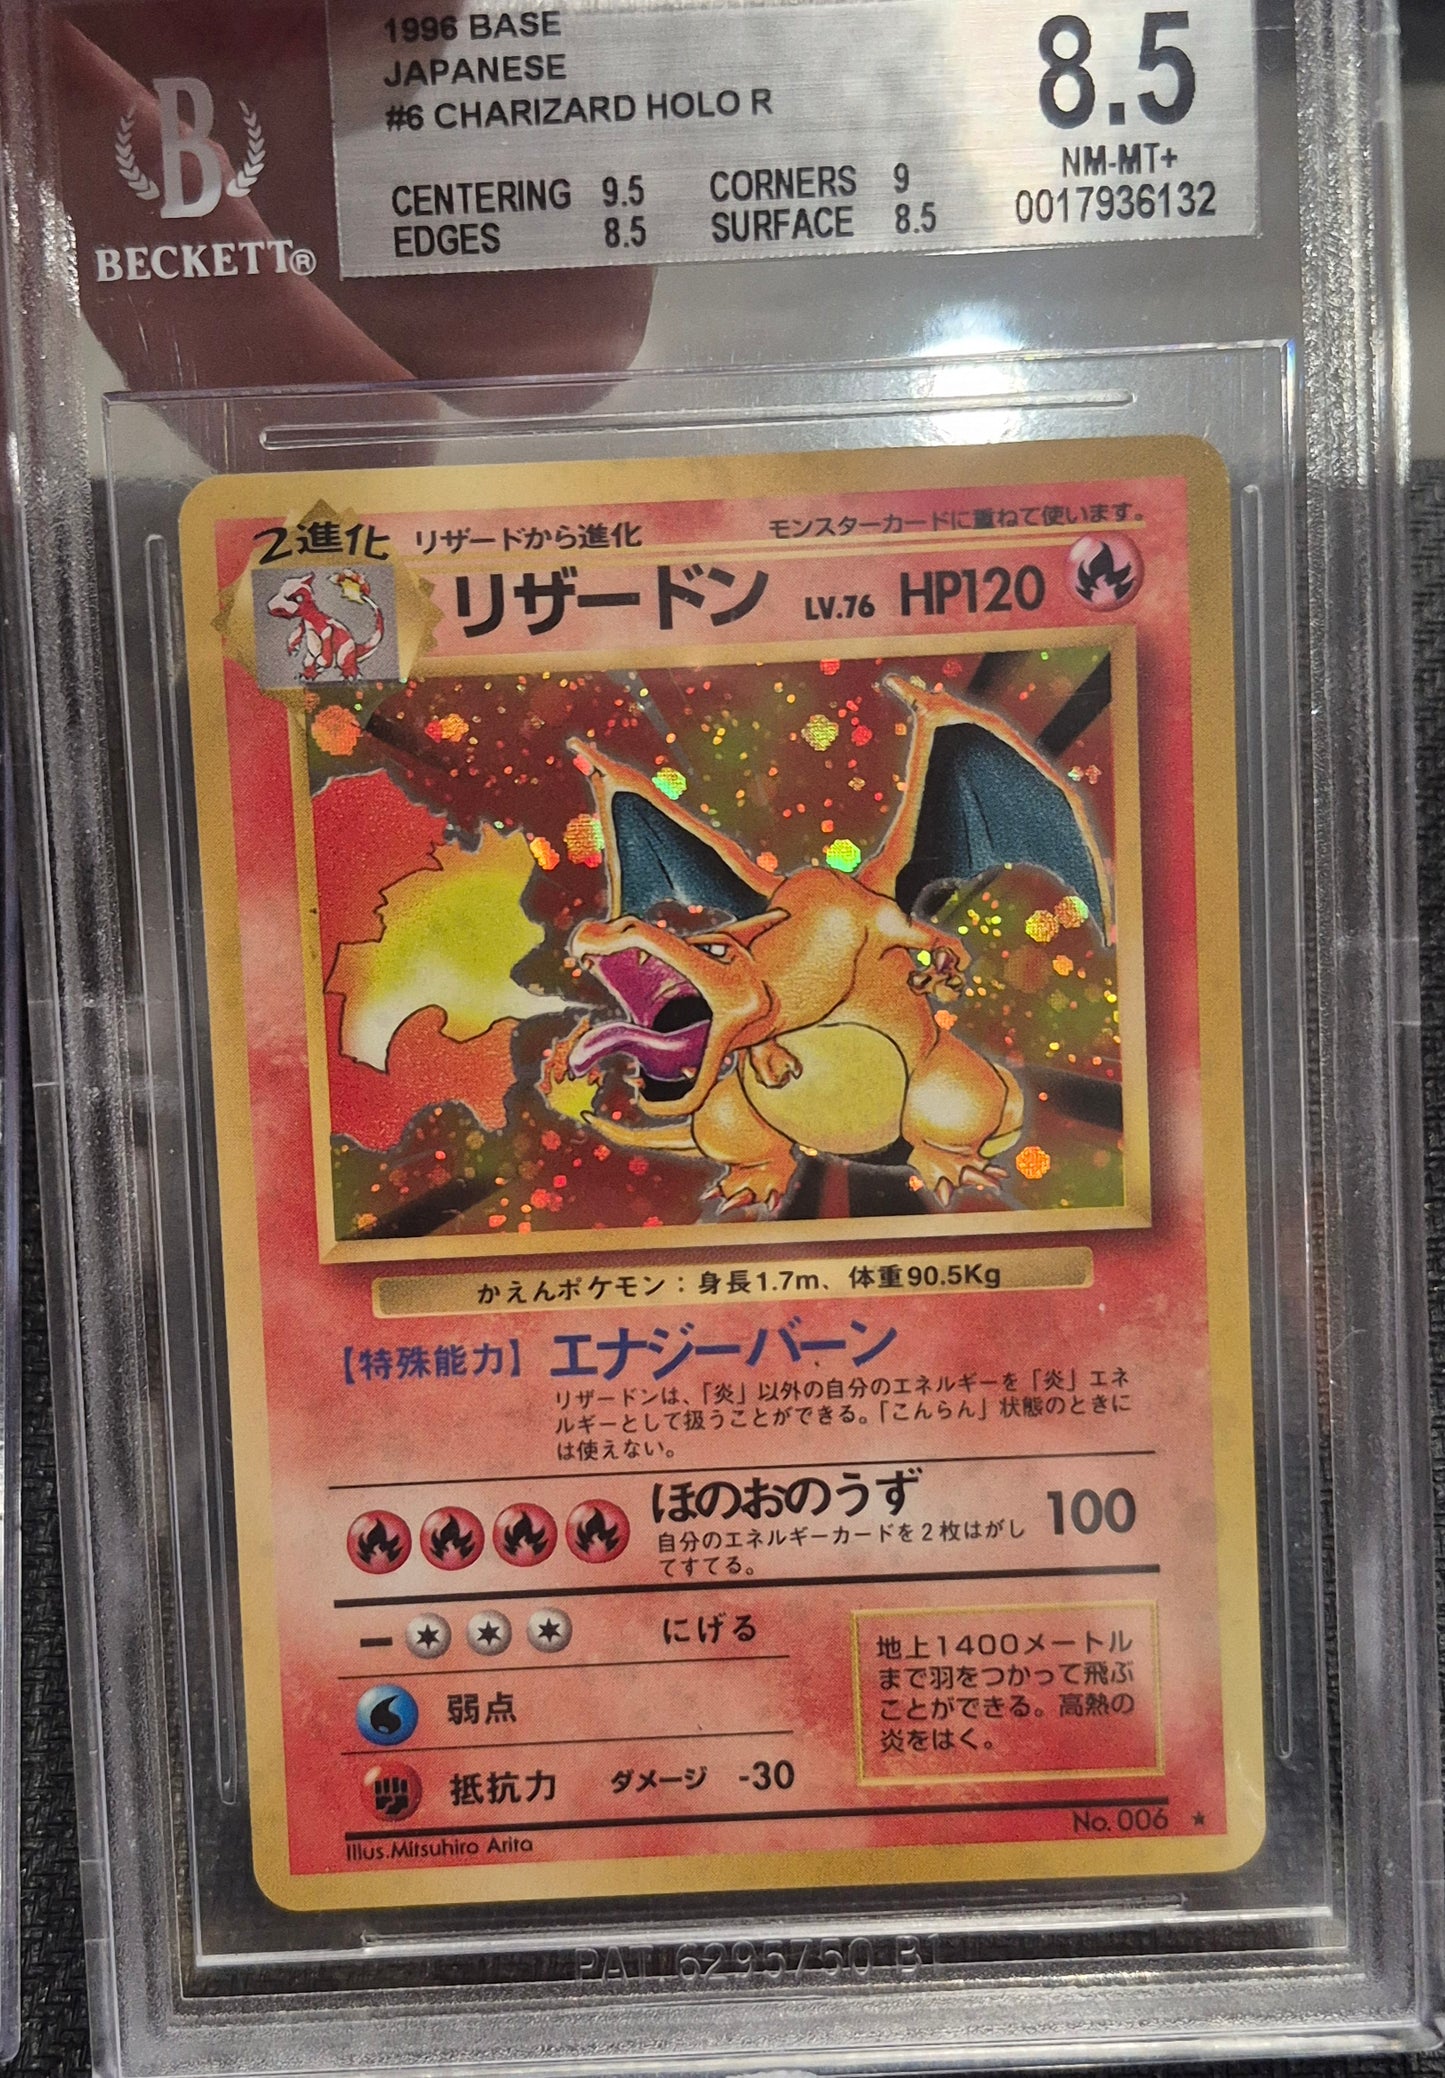 1996 BASE
JAPANESE
#6 CHARIZARD HOLO R
8.5
NM-MT+
0017936132
CENTERING 9.5 CORNERS 9
EDGES 8.5 SURFACE 8.5
B
BECKETT®
2進化 リザードから進化 モンスターカードに重ねて使います。
リザードン LV.76 HP120
かえんポケモン：身長1.7m、体重90.5Kg
【特殊能力】エナジーバーン
リザードンは、「炎」以外の自分のエネルギーを「炎」エネ
ルギーとして扱うことができる。「こんらん」状態のときに
は使えない。
ほのおのうず 100
自分のエネルギーカードを2枚はがし
てすてる。
ー にげる
弱点
抵抗力 ダメージ -30
地上1400メートル
まで羽をつかって飛ぶ
ことができる。高熱の
炎をはく。
No.006 ★
Illus.Mitsuhiro Arita
PAT.6295750 B1